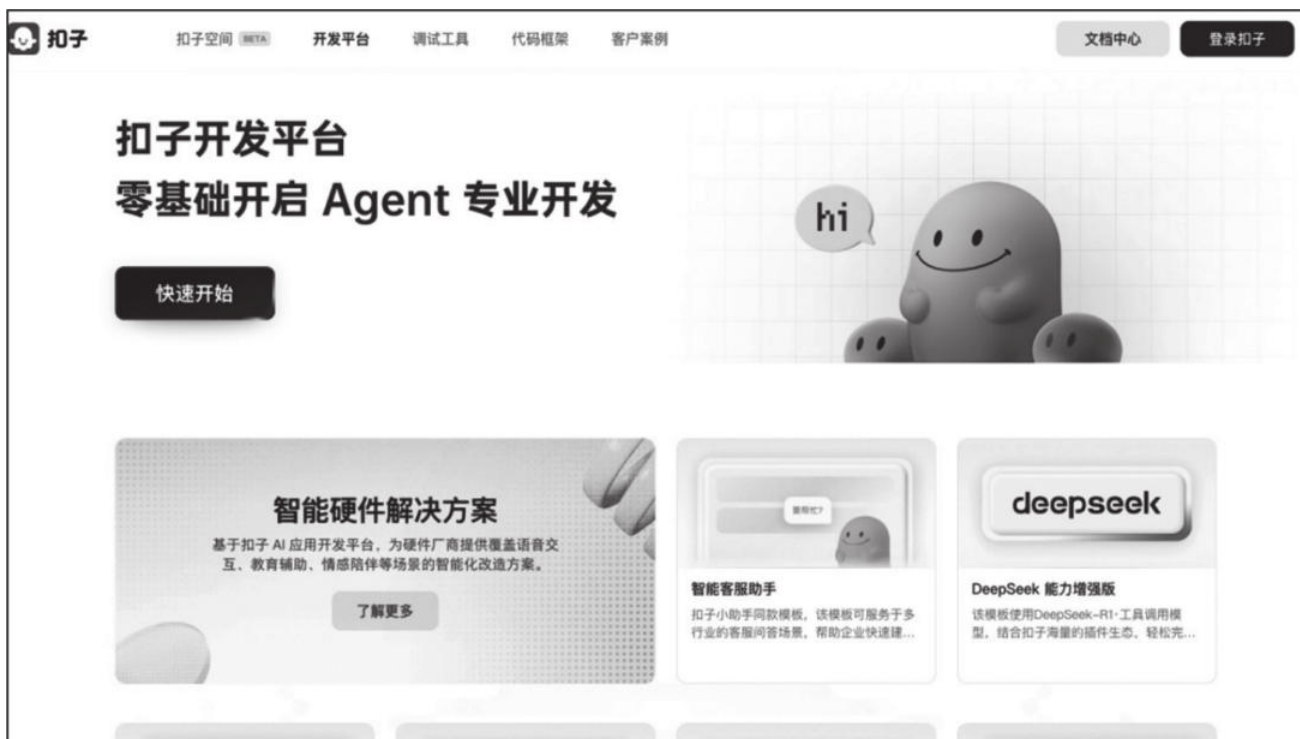 扣子
扣子空间 BETA
开发平台
调试工具
代码框架
客户案例
文档中心
登录扣子
扣子开发平台
零基础开启 Agent 专业开发
快速开始
hi
智能硬件解决方案
基于扣子 AI 应用开发平台，为硬件厂商提供覆盖语音交
互、教育辅助、情感陪伴等场景的智能化改造方案。
了解更多
要帮忙？
智能客服助手
扣子小助手同款模板，该模板可服务于多
行业的客服问答场景，帮助企业快速建...
deepseek
DeepSeek 能力增强版
该模板使用DeepSeek-R1·工具调用模
型，结合扣子海量的插件生态，轻松完...